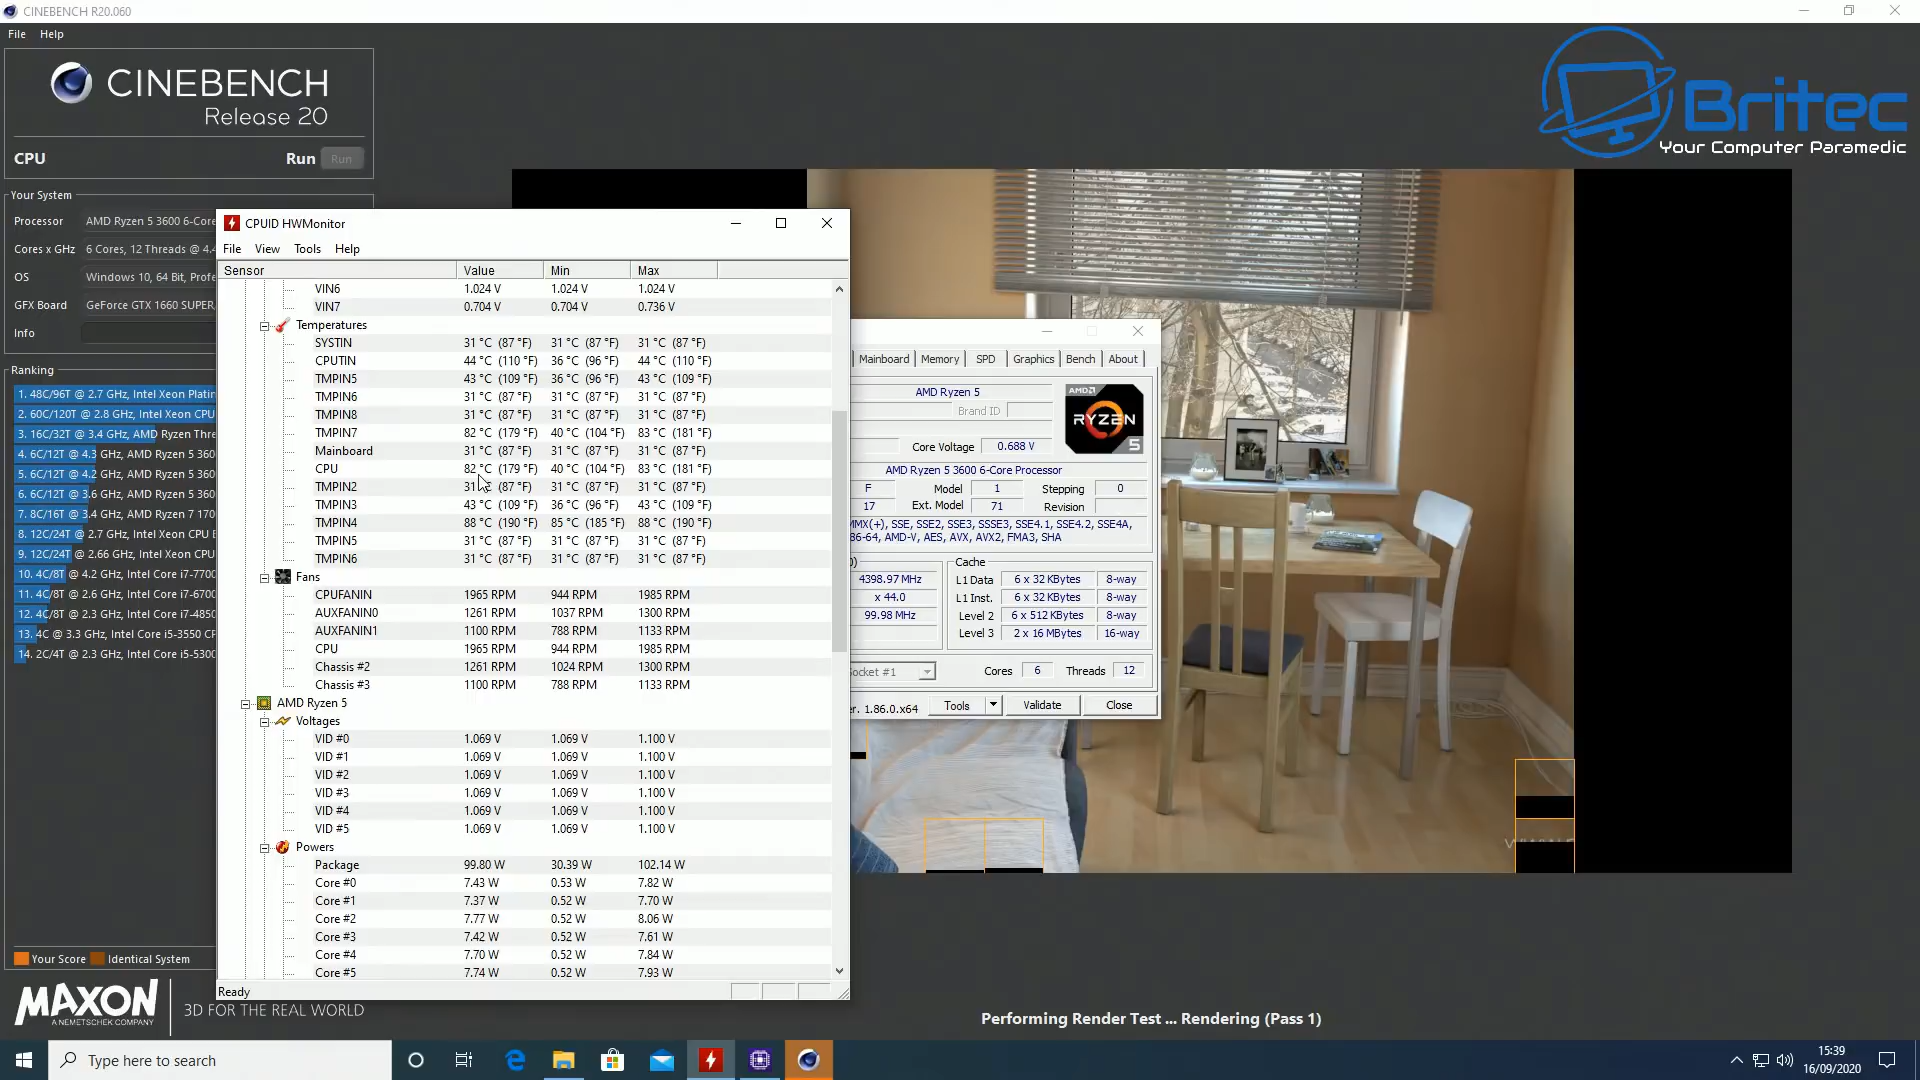 CINEBENCH R20.060
File Help
CINEBENCH
Release 20
CPU Run Run
Your System
Processor AMD Ryzen 5 3600 6-Core
Cores x GHz 6 Cores, 12 Threads @ 4.4
OS Windows 10, 64 Bit, Profe
GFX Board GeForce GTX 1660 SUPER,
Info
Ranking
1. 48C/96T @ 2.7 GHz, Intel Xeon Platin
2. 60C/120T @ 2.8 GHz, Intel Xeon CPU
3. 16C/32T @ 3.4 GHz, AMD Ryzen Thre
4. 6C/12T @ 4.3 GHz, AMD Ryzen 5 360
5. 6C/12T @ 4.2 GHz, AMD Ryzen 5 360
6. 6C/12T @ 3.6 GHz, AMD Ryzen 5 360
7. 8C/16T @ 3.4 GHz, AMD Ryzen 7 170
8. 12C/24T @ 2.7 GHz, Intel Xeon CPU E
9. 12C/24T @ 2.66 GHz, Intel Xeon CPU
10. 4C/8T @ 4.2 GHz, Intel Core i7-7700
11. 4C/8T @ 2.6 GHz, Intel Core i7-6700
12. 4C/8T @ 2.3 GHz, Intel Core i7-4850
13. 4C @ 3.3 GHz, Intel Core i5-3550 CP
14. 2C/4T @ 2.3 GHz, Intel Core i5-5300
Your Score Identical System
MAXON
A NEMETSCHEK COMPANY
3D FOR THE REAL WORLD
CPUID HWMonitor
File View Tools Help
Sensor Value Min Max
VIN6 1.024 V 1.024 V 1.024 V
VIN7 0.704 V 0.704 V 0.736 V
Temperatures
SYSTIN 31 °C (87 °F) 31 °C (87 °F) 31 °C (87 °F)
CPUTIN 44 °C (110 °F) 36 °C (96 °F) 44 °C (110 °F)
TMPIN5 43 °C (109 °F) 36 °C (96 °F) 43 °C (109 °F)
TMPIN6 31 °C (87 °F) 31 °C (87 °F) 31 °C (87 °F)
TMPIN8 31 °C (87 °F) 31 °C (87 °F) 31 °C (87 °F)
TMPIN7 82 °C (179 °F) 40 °C (104 °F) 83 °C (181 °F)
Mainboard 31 °C (87 °F) 31 °C (87 °F) 31 °C (87 °F)
CPU 82 °C (179 °F) 40 °C (104 °F) 83 °C (181 °F)
TMPIN2 31 °C (87 °F) 31 °C (87 °F) 31 °C (87 °F)
TMPIN3 43 °C (109 °F) 36 °C (96 °F) 43 °C (109 °F)
TMPIN4 88 °C (190 °F) 85 °C (185 °F) 88 °C (190 °F)
TMPIN5 31 °C (87 °F) 31 °C (87 °F) 31 °C (87 °F)
TMPIN6 31 °C (87 °F) 31 °C (87 °F) 31 °C (87 °F)
Fans
CPUFANIN 1965 RPM 944 RPM 1985 RPM
AUXFANIN0 1261 RPM 1037 RPM 1300 RPM
AUXFANIN1 1100 RPM 788 RPM 1133 RPM
CPU 1965 RPM 944 RPM 1985 RPM
Chassis #2 1261 RPM 1024 RPM 1300 RPM
Chassis #3 1100 RPM 788 RPM 1133 RPM
AMD Ryzen 5
Voltages
VID #0 1.069 V 1.069 V 1.100 V
VID #1 1.069 V 1.069 V 1.100 V
VID #2 1.069 V 1.069 V 1.100 V
VID #3 1.069 V 1.069 V 1.100 V
VID #4 1.069 V 1.069 V 1.100 V
VID #5 1.069 V 1.069 V 1.100 V
Powers
Package 99.80 W 30.39 W 102.14 W
Core #0 7.43 W 0.53 W 7.82 W
Core #1 7.37 W 0.52 W 7.70 W
Core #2 7.77 W 0.52 W 8.06 W
Core #3 7.42 W 0.52 W 7.61 W
Core #4 7.70 W 0.52 W 7.84 W
Core #5 7.74 W 0.52 W 7.93 W
Ready
Mainboard Memory SPD Graphics Bench About
AMD Ryzen 5
Brand ID
Core Voltage 0.688 V
AMD RYZEN 5
AMD Ryzen 5 3600 6-Core Processor
F Model 1 Stepping 0
17 Ext. Model 71 Revision
MMX(+), SSE, SSE2, SSE3, SSSE3, SSE4.1, SSE4.2, SSE4A,
86-64, AMD-V, AES, AVX, AVX2, FMA3, SHA
0) Cache
4398.97 MHz L1 Data 6 x 32 KBytes 8-way
x 44.0 L1 Inst. 6 x 32 KBytes 8-way
99.98 MHz Level 2 6 x 512 KBytes 8-way
Level 3 2 x 16 MBytes 16-way
ocket #1 Cores 6 Threads 12
er. 1.86.0.x64 Tools Validate Close
Britec
Your Computer Paramedic
Performing Render Test ... Rendering (Pass 1)
Type here to search
15:39
16/09/2020